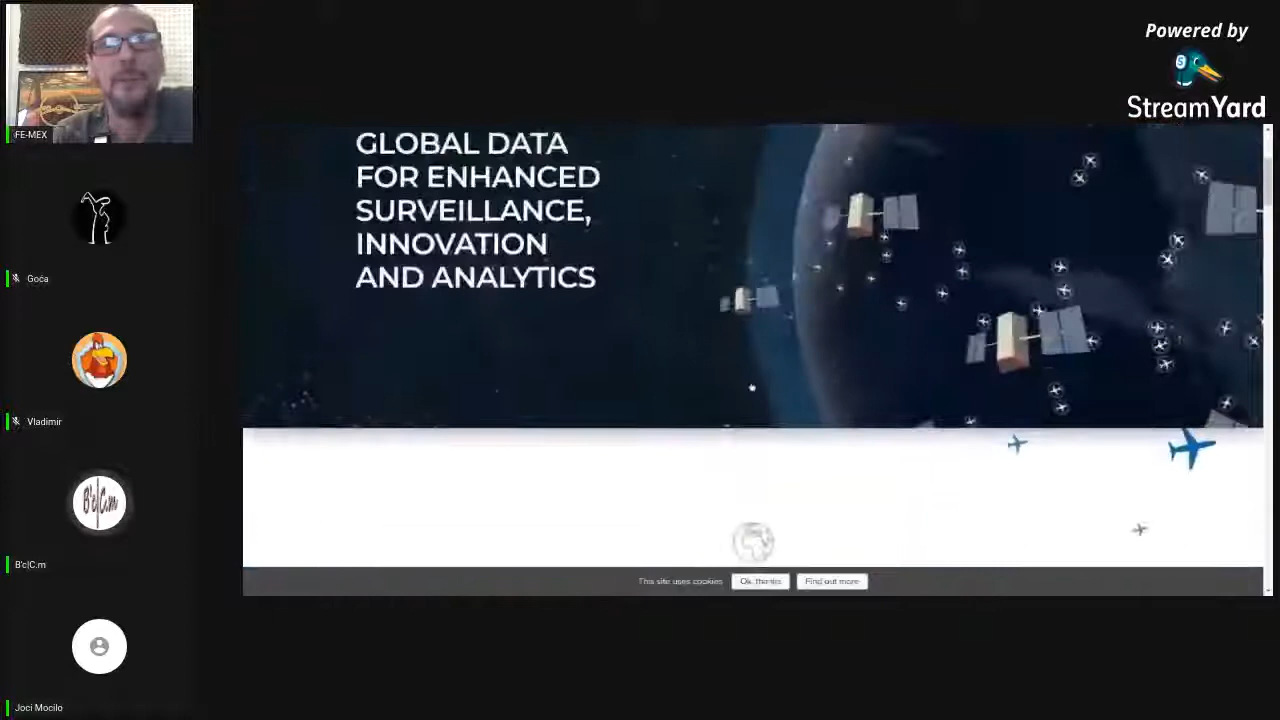 Powered by
StreamYard
FE-MEX
Goca
Vladimir
B'c|C.m
B'c|C.m
Joci Mocilo
GLOBAL DATA
FOR ENHANCED
SURVEILLANCE,
INNOVATION
AND ANALYTICS
This site uses cookies
Ok, thanks
Find out more